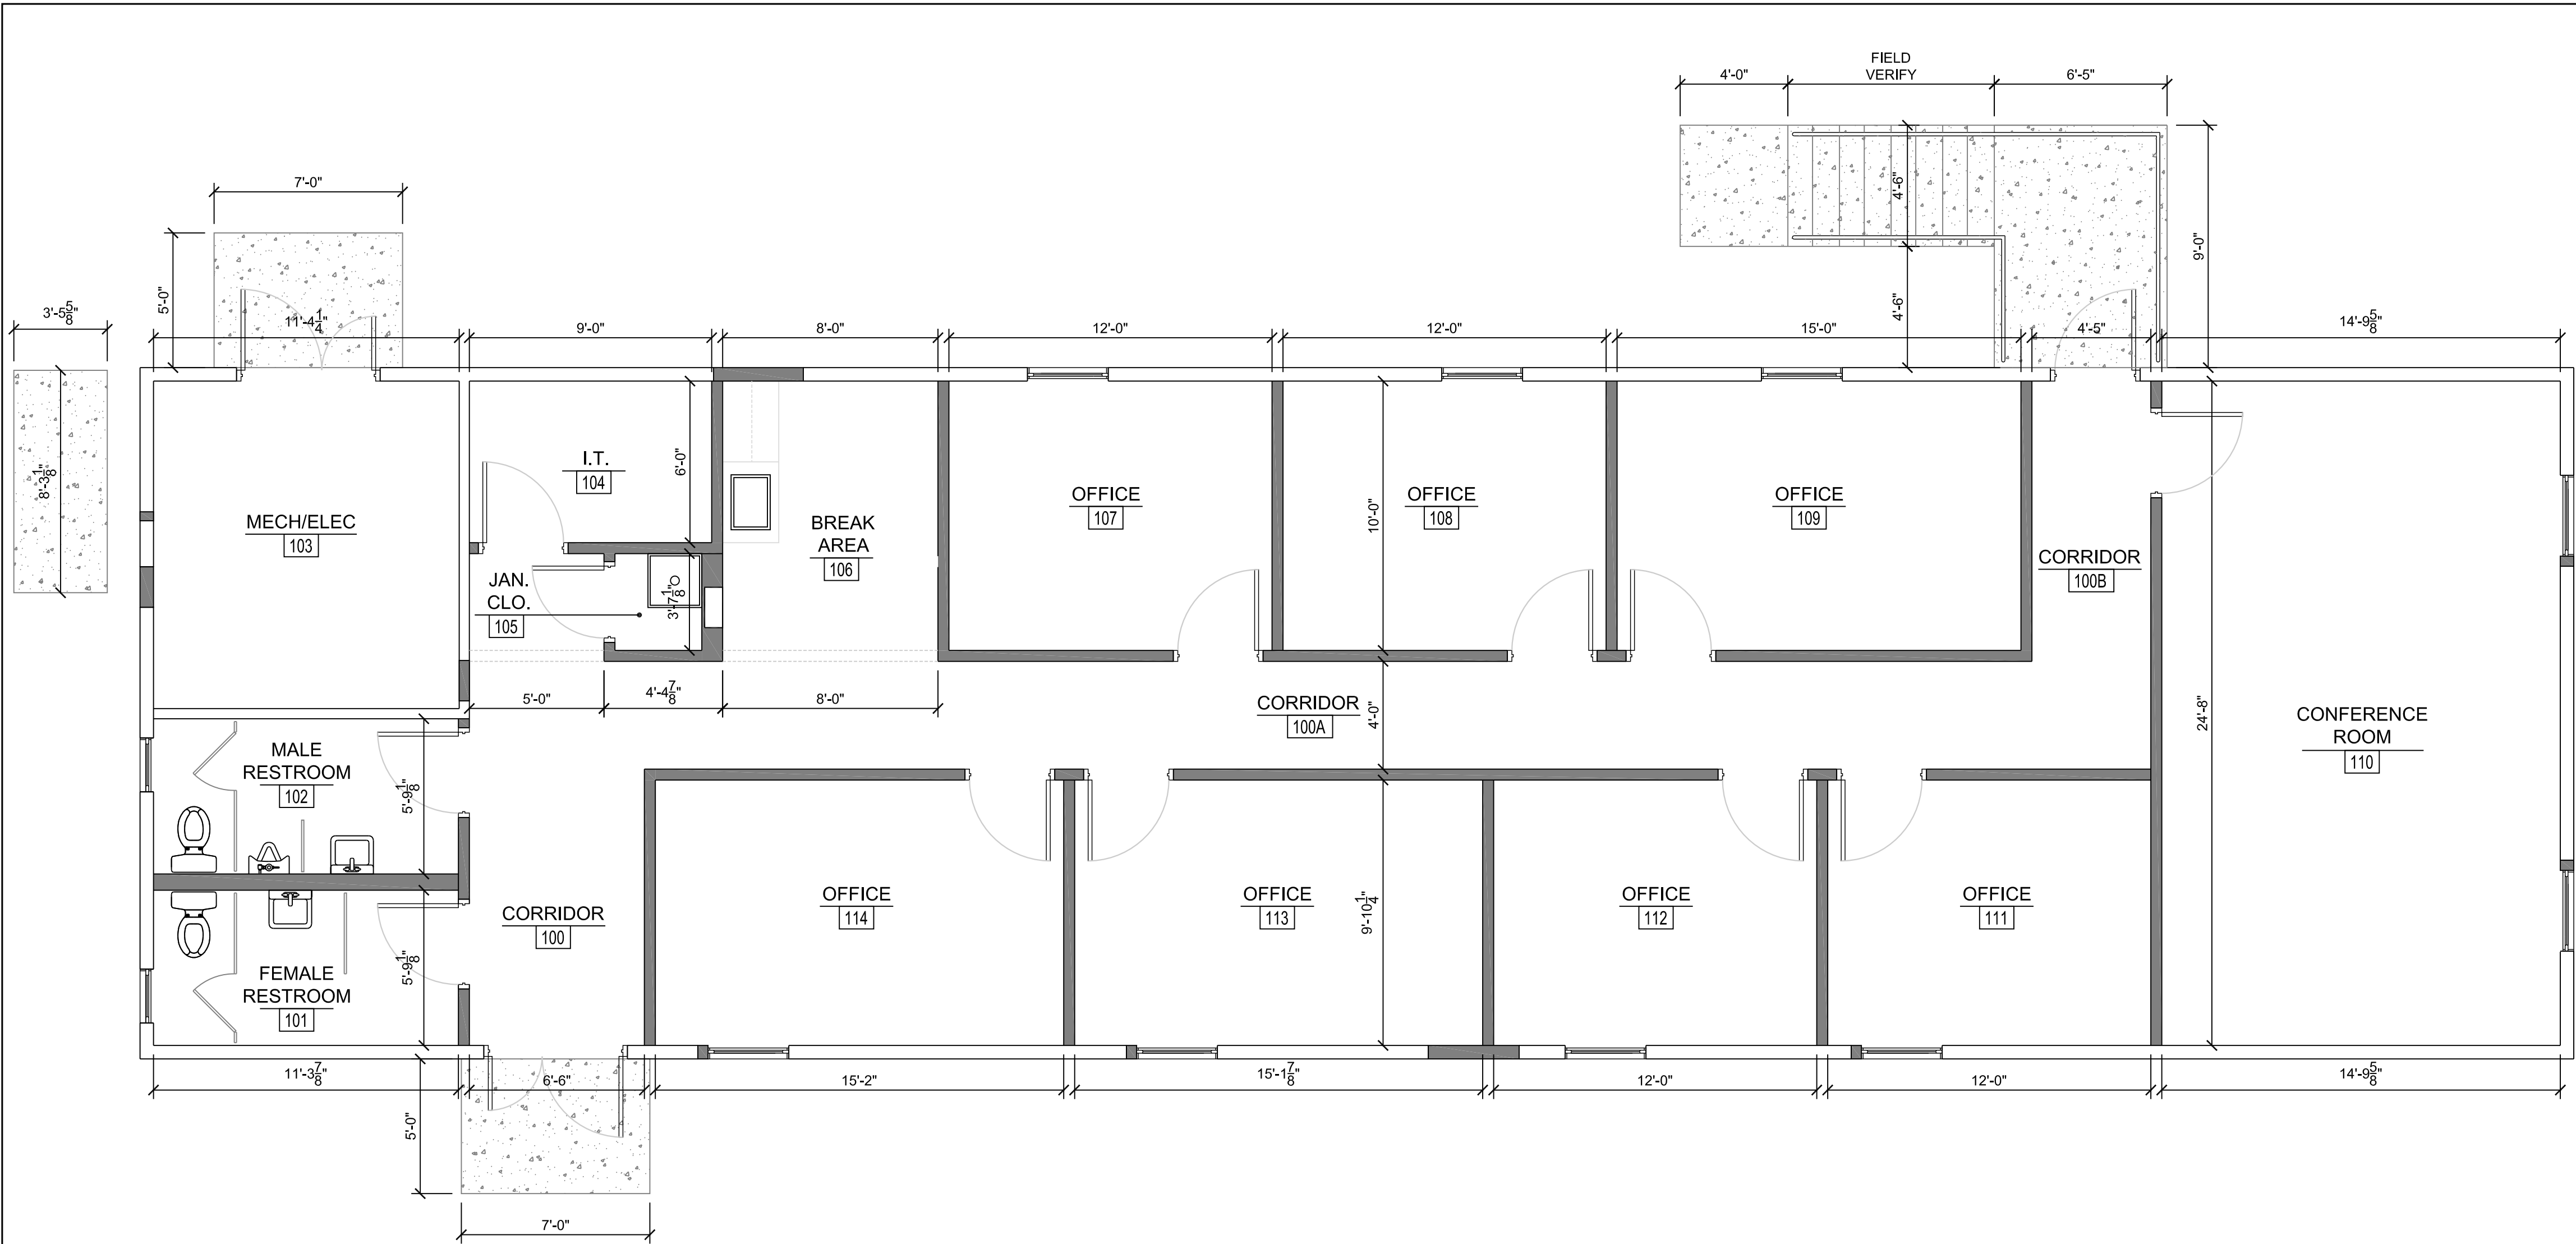 FIELD
VERIFY
4'-0"
6'-5"
7'-0"
4'-6"
9'-0"
5'-0"
3'-5 5/8"
11'-4 1/4"
9'-0"
8'-0"
12'-0"
12'-0"
15'-0"
4'-6"
4'-5"
14'-9 5/8"
8'-3 1/8"
I.T.
104
6'-0"
MECH/ELEC
103
BREAK
AREA
106
OFFICE
107
10'-0"
OFFICE
108
OFFICE
109
CORRIDOR
100B
JAN.
CLO.
105
3'-7 1/8"
5'-0"
4'-4 7/8"
8'-0"
CORRIDOR
100A
4'-0"
24'-8"
CONFERENCE
ROOM
110
MALE
RESTROOM
102
5'-9 1/8"
OFFICE
114
OFFICE
113
9'-10 1/4"
OFFICE
112
OFFICE
111
CORRIDOR
100
FEMALE
RESTROOM
101
5'-9 1/8"
11'-3 7/8"
6'-6"
15'-2"
15'-1 7/8"
12'-0"
12'-0"
14'-9 5/8"
5'-0"
7'-0"